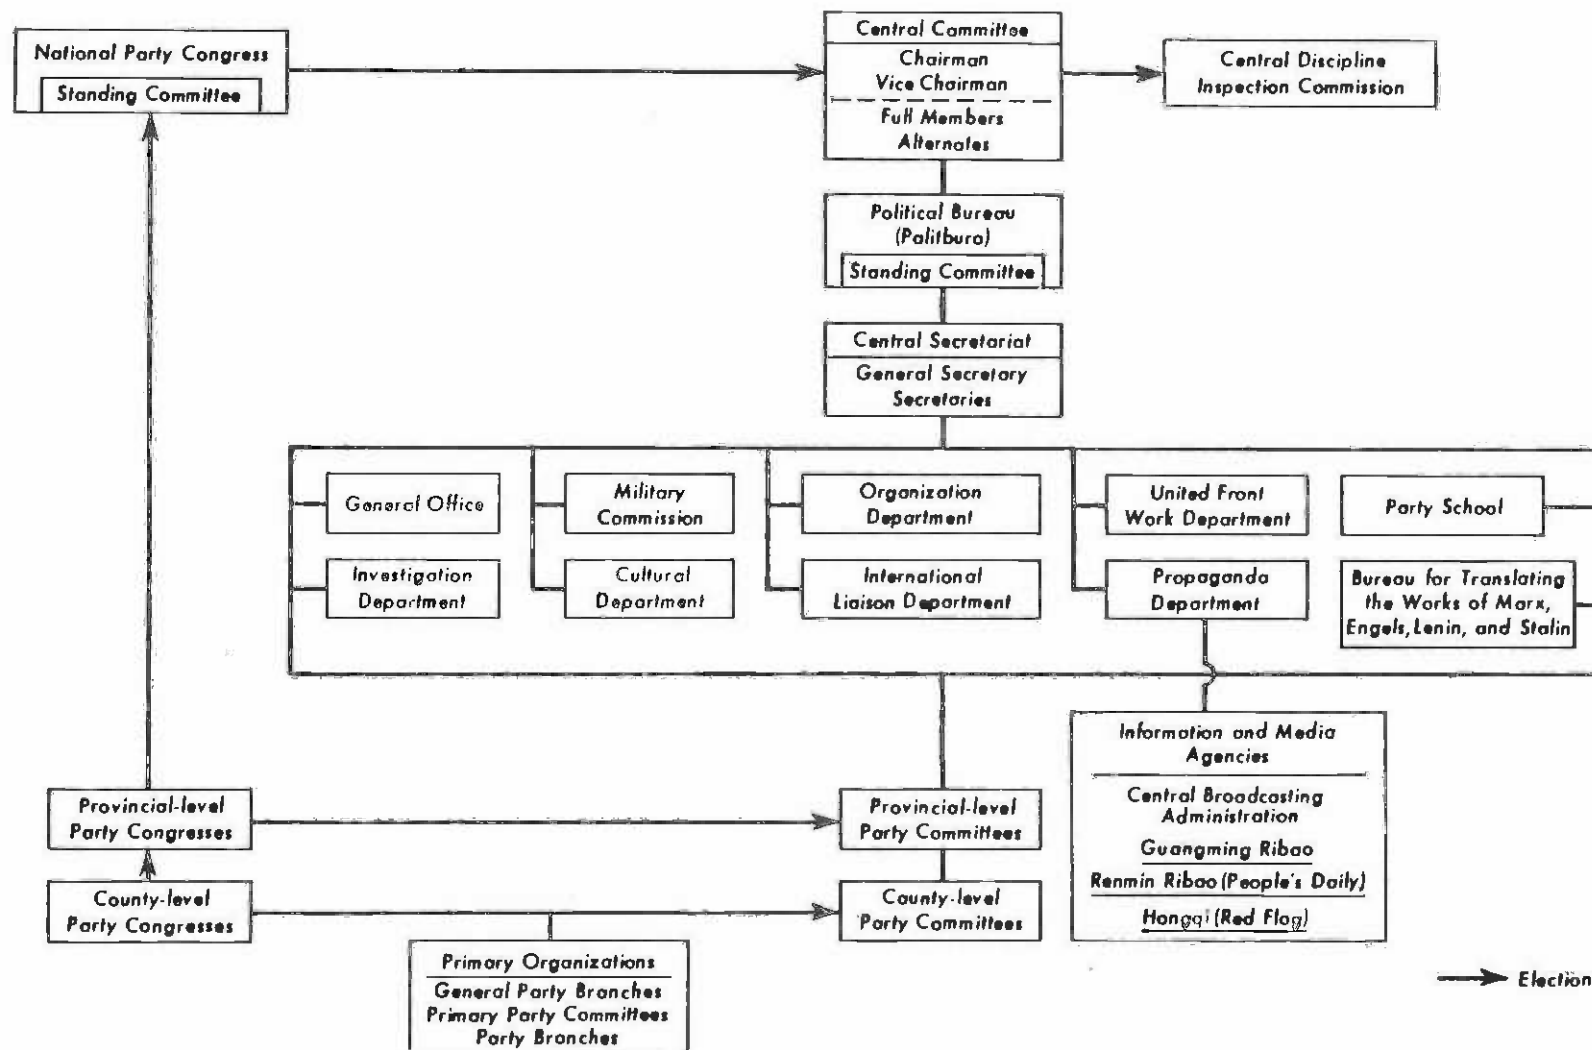 National Party Congress
Standing Committee
Central Committee
Chairman
Vice Chairman
Full Members
Alternates
Central Discipline
Inspection Commission
Political Bureau
(Politburo)
Standing Committee
Central Secretariat
General Secretary
Secretaries
General Office
Military
Commission
Organization
Department
United Front
Work Department
Party School
Investigation
Department
Cultural
Department
International
Liaison Department
Propaganda
Department
Bureau for Translating
the Works of Marx,
Engels, Lenin, and Stalin
Information and Media
Agencies
Central Broadcasting
Administration
Guangming Ribao
Renmin Ribao (People's Daily)
Hongqi (Red Flag)
Provincial-level
Party Congresses
Provincial-level
Party Committees
County-level
Party Congresses
County-level
Party Committees
Primary Organizations
General Party Branches
Primary Party Committees
Party Branches
Election